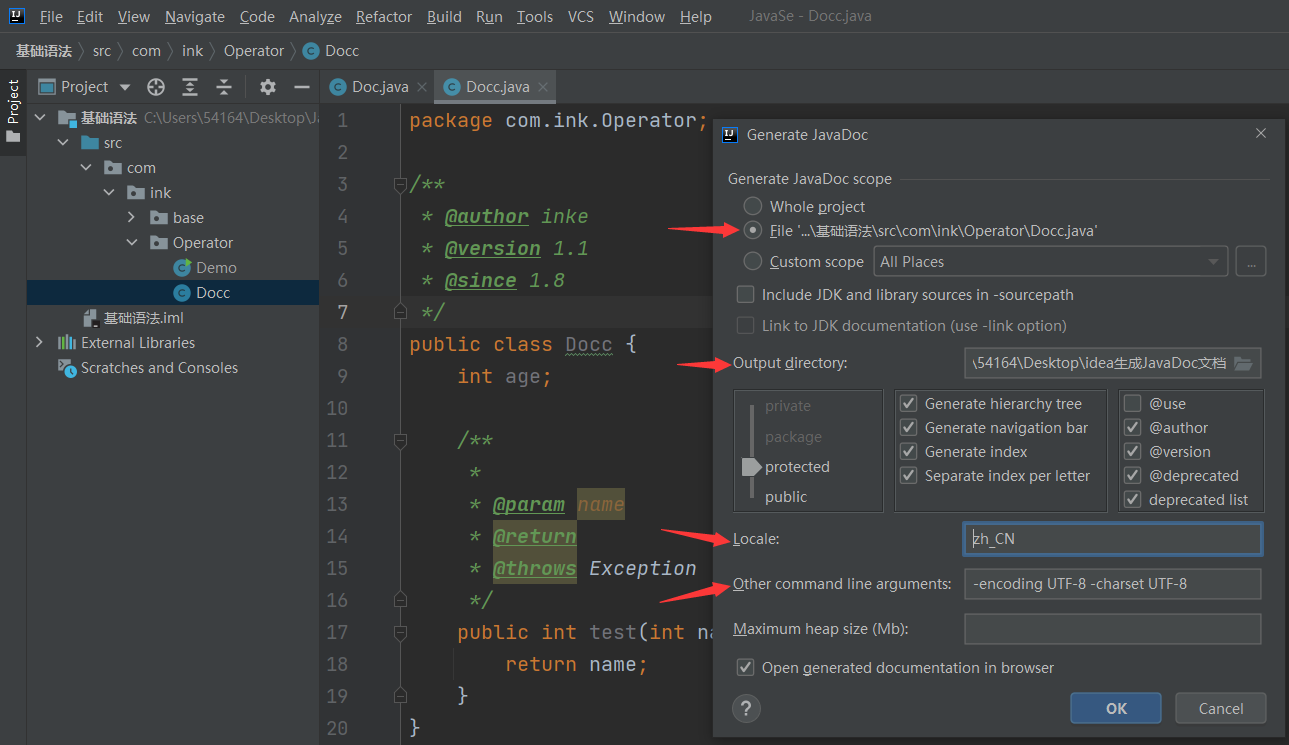 File Edit View Navigate Code Analyze Refactor Build Run Tools VCS Window Help JavaSe - Docc.java
基础语法 src com ink Operator Docc
Project
Project
基础语法 C:\Users\54164\Desktop\Ja
src
com
ink
base
Operator
Demo
Docc
基础语法.iml
External Libraries
Scratches and Consoles
Doc.java Docc.java
1 package com.ink.Operator;
2
3 /**
4 * @author inke
5 * @version 1.1
6 * @since 1.8
7 */
8 public class Docc {
9 int age;
10
11 /**
12 *
13 * @param name
14 * @return
15 * @throws Exception
16 */
17 public int test(int na
18 return name;
19 }
20 }
Generate JavaDoc
Generate JavaDoc scope
Whole project
File '...\基础语法\src\com\ink\Operator\Docc.java'
Custom scope All Places ...
Include JDK and library sources in -sourcepath
Link to JDK documentation (use -link option)
Output directory: \54164\Desktop\idea生成JavaDoc文档
private
package
protected
public
Generate hierarchy tree
Generate navigation bar
Generate index
Separate index per letter
@use
@author
@version
@deprecated
deprecated list
Locale: zh_CN
Other command line arguments: -encoding UTF-8 -charset UTF-8
Maximum heap size (Mb):
Open generated documentation in browser
? OK Cancel